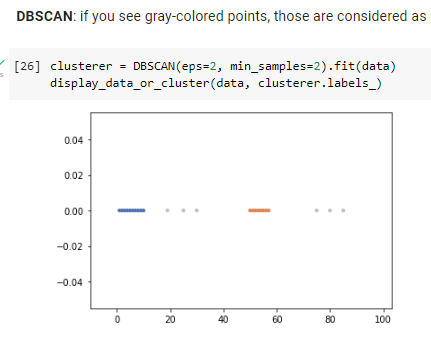 DBSCAN: if you see gray-colored points, those are considered as
[26] clusterer = DBSCAN(eps=2, min_samples=2).fit(data)
display_data_or_cluster(data, clusterer.labels_)
0.04
0.02
0.00
−0.02
−0.04
0 20 40 60 80 100